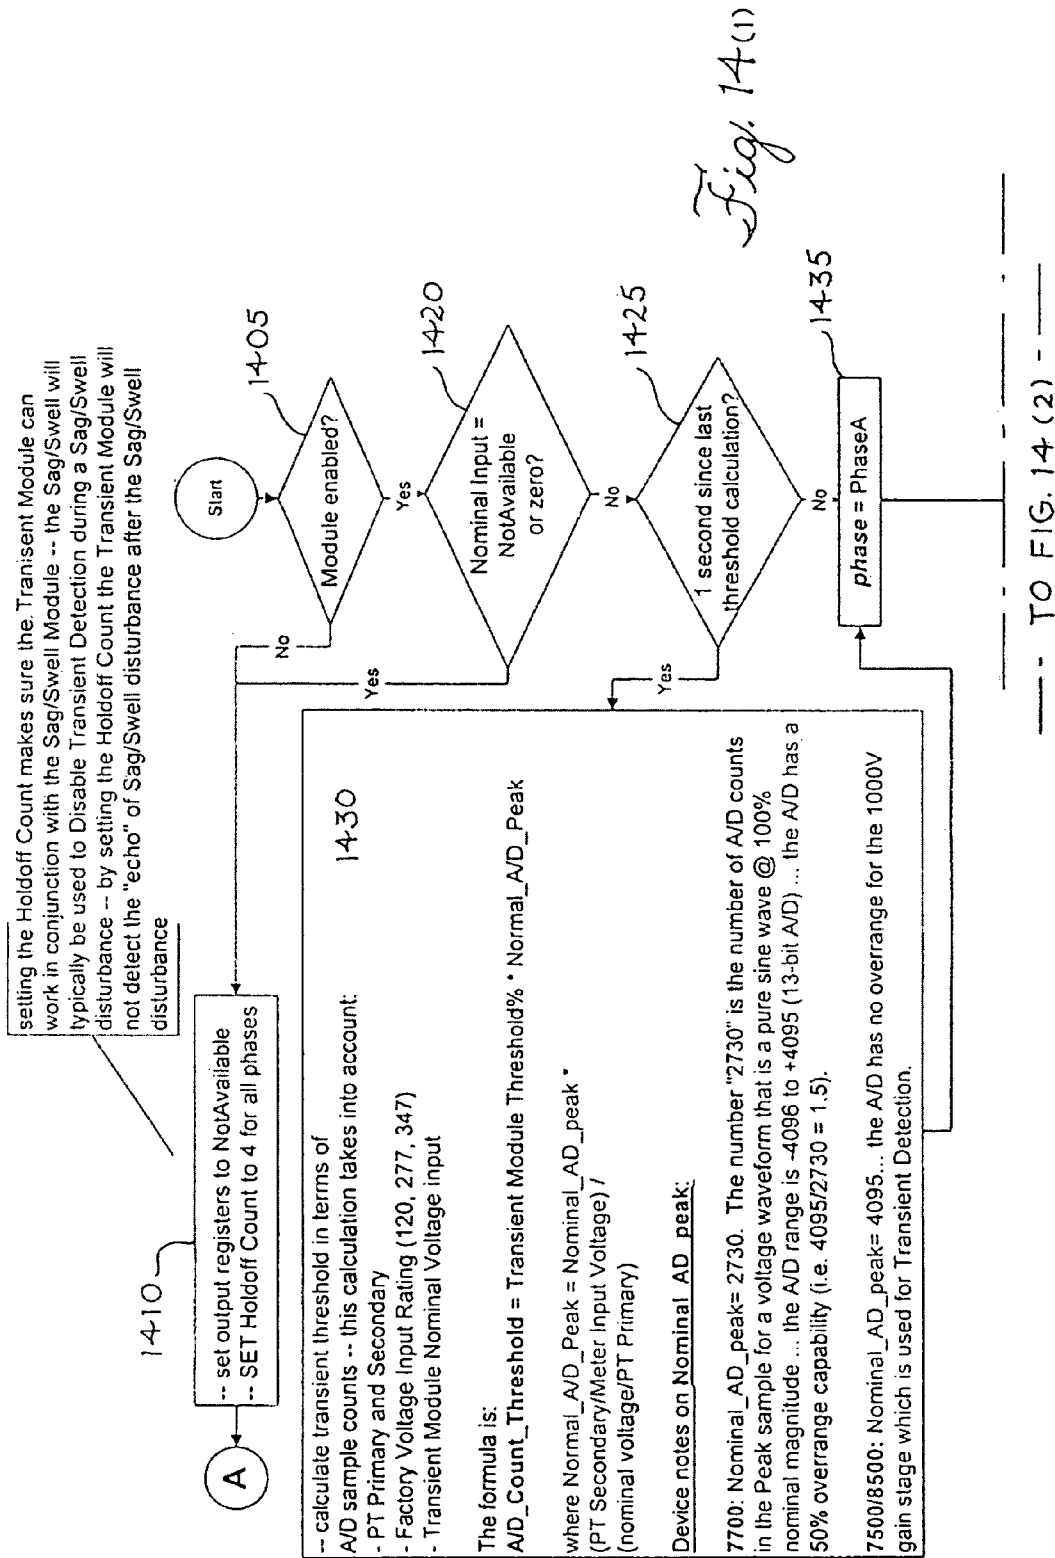 setting the Holdoff Count makes sure the Tranisent Module can
work in conjunction with the Sag/Swell Module -- the Sag/Swell will
typically be used to Disable Transient Detection during a Sag/Swell
disturbance -- by setting the Holdoff Count the Transient Module will
not detect the "echo" of Sag/Swell disturbance after the Sag/Swell
disturbance
1410
A
-- set output registers to NotAvailable
-- SET Holdoff Count to 4 for all phases
Start
1405
Module enabled?
No
Yes
1420
Nominal Input =
NotAvailable
or zero?
Yes
No
1425
1 second since last
threshold calculation?
Yes
No
1435
phase = PhaseA
1430
-- calculate transient threshold in terms of
A/D sample counts -- this calculation takes into account:
- PT Primary and Secondary
- Factory Voltage Input Rating (120, 277, 347)
- Transient Module Nominal Voltage input
The formula is:
A/D_Count_Threshold = Transient Module Threshold% * Normal_A/D_Peak
where Normal_A/D_Peak = Nominal_AD_peak *
(PT Secondary/Meter Input Voltage) /
(nominal voltage/PT Primary)
Device notes on Nominal AD peak:
7700: Nominal_AD_peak= 2730. The number "2730" is the number of A/D counts
in the Peak sample for a voltage waveform that is a pure sine wave @ 100%
nominal magnitude ... the A/D range is -4096 to +4095 (13-bit A/D) ... the A/D has a
50% overrange capability (i.e. 4095/2730 = 1.5).
7500/8500: Nominal_AD_peak= 4095... the A/D has no overrange for the 1000V
gain stage which is used for Transient Detection.
Fig. 14(1)
— - TO FIG. 14 (2) - —